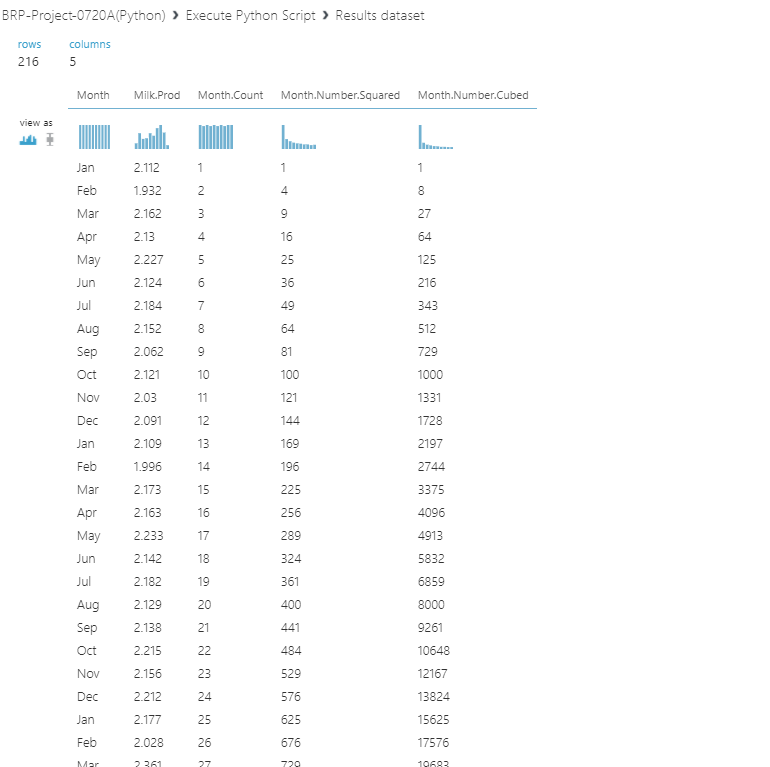 BRP-Project-0720A(Python) ❯ Execute Python Script ❯ Results dataset
rows columns
216 5
Month Milk.Prod Month.Count Month.Number.Squared Month.Number.Cubed
view as
Jan 2.112 1 1 1
Feb 1.932 2 4 8
Mar 2.162 3 9 27
Apr 2.13 4 16 64
May 2.227 5 25 125
Jun 2.124 6 36 216
Jul 2.184 7 49 343
Aug 2.152 8 64 512
Sep 2.062 9 81 729
Oct 2.121 10 100 1000
Nov 2.03 11 121 1331
Dec 2.091 12 144 1728
Jan 2.109 13 169 2197
Feb 1.996 14 196 2744
Mar 2.173 15 225 3375
Apr 2.163 16 256 4096
May 2.233 17 289 4913
Jun 2.142 18 324 5832
Jul 2.182 19 361 6859
Aug 2.129 20 400 8000
Sep 2.138 21 441 9261
Oct 2.215 22 484 10648
Nov 2.156 23 529 12167
Dec 2.212 24 576 13824
Jan 2.177 25 625 15625
Feb 2.028 26 676 17576
Mar 2.361 27 729 19683